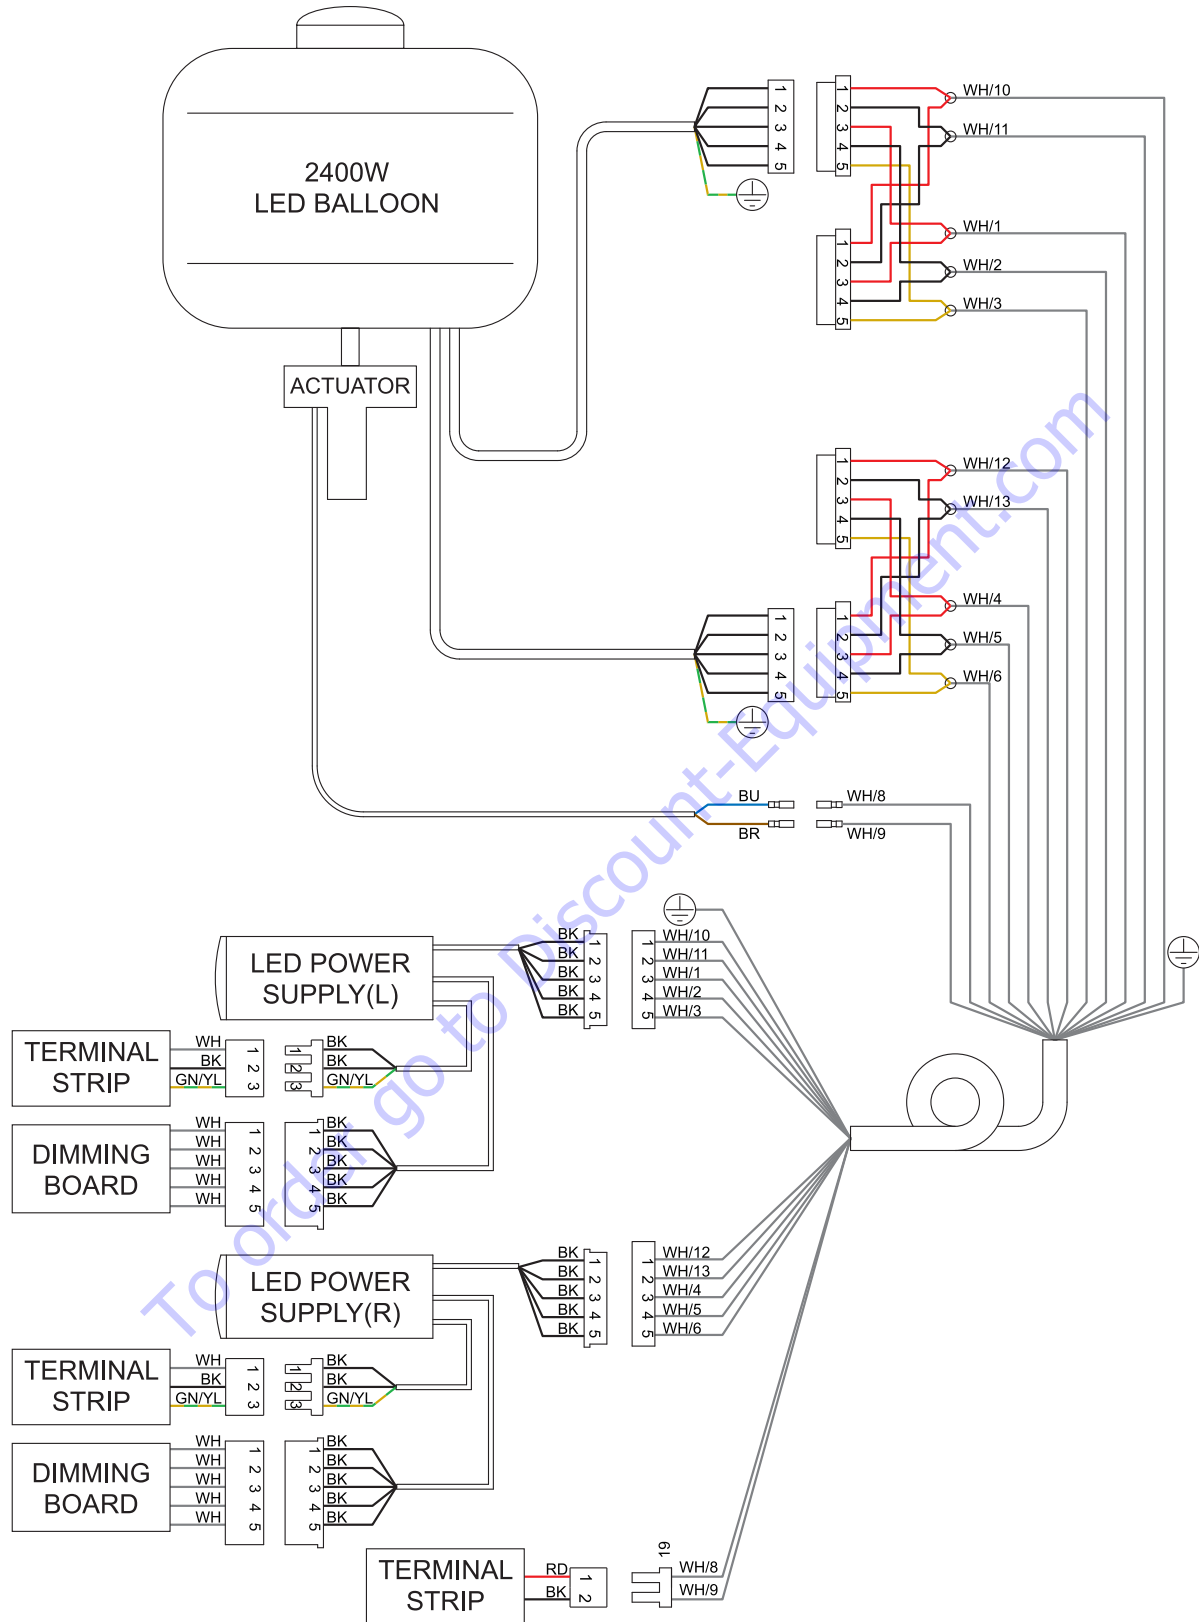 2400W
LED BALLOON
ACTUATOR
1
2
3
4
5
1
2
3
4
5
WH/10
WH/11
1
2
3
4
5
WH/1
WH/2
WH/3
1
2
3
4
5
WH/12
WH/13
1
2
3
4
5
1
2
3
4
5
WH/4
WH/5
WH/6
BU
BR
WH/8
WH/9
LED POWER
SUPPLY(L)
BK
BK
BK
BK
BK
1
2
3
4
5
1
2
3
4
5
WH/10
WH/11
WH/1
WH/2
WH/3
TERMINAL
STRIP
WH
BK
GN/YL
1
2
3
1
2
3
BK
BK
GN/YL
DIMMING
BOARD
WH
WH
WH
WH
WH
1
2
3
4
5
1
2
3
4
5
BK
BK
BK
BK
BK
LED POWER
SUPPLY(R)
BK
BK
BK
BK
BK
1
2
3
4
5
1
2
3
4
5
WH/12
WH/13
WH/4
WH/5
WH/6
TERMINAL
STRIP
WH
BK
GN/YL
1
2
3
1
2
3
BK
BK
GN/YL
DIMMING
BOARD
WH
WH
WH
WH
WH
1
2
3
4
5
1
2
3
4
5
BK
BK
BK
BK
BK
TERMINAL
STRIP
RD
BK
1
2
19
WH/8
WH/9
To order go to Discount-Equipment.com